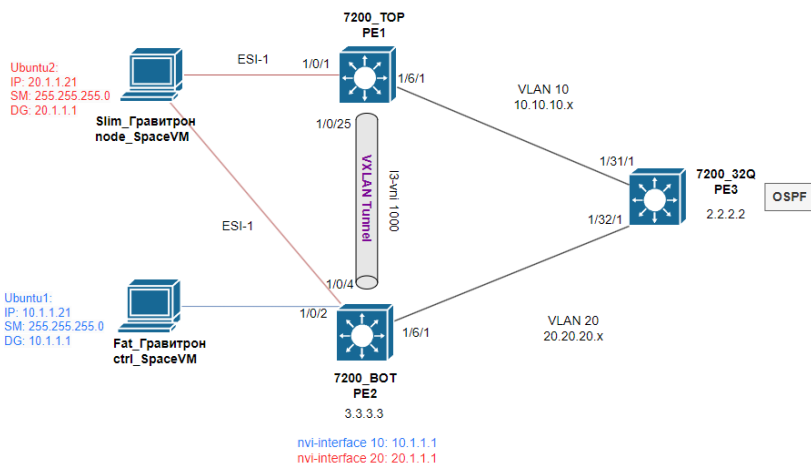 7200_TOP
PE1
ESI-1
1/0/1
Ubuntu2:
IP: 20.1.1.21
SM: 255.255.255.0
DG: 20.1.1.1
1/6/1
VLAN 10
10.10.10.x
Slim_Гравитрон
node_SpaceVM
1/0/25
VXLAN Tunnel
l3-vni 1000
1/31/1
7200_32Q
PE3
OSPF
2.2.2.2
1/32/1
ESI-1
1/0/4
Ubuntu1:
IP: 10.1.1.21
SM: 255.255.255.0
DG: 10.1.1.1
1/0/2
1/6/1
VLAN 20
20.20.20.x
Fat_Гравитрон
ctrl_SpaceVM
7200_BOT
PE2
3.3.3.3
nvi-interface 10: 10.1.1.1
nvi-interface 20: 20.1.1.1